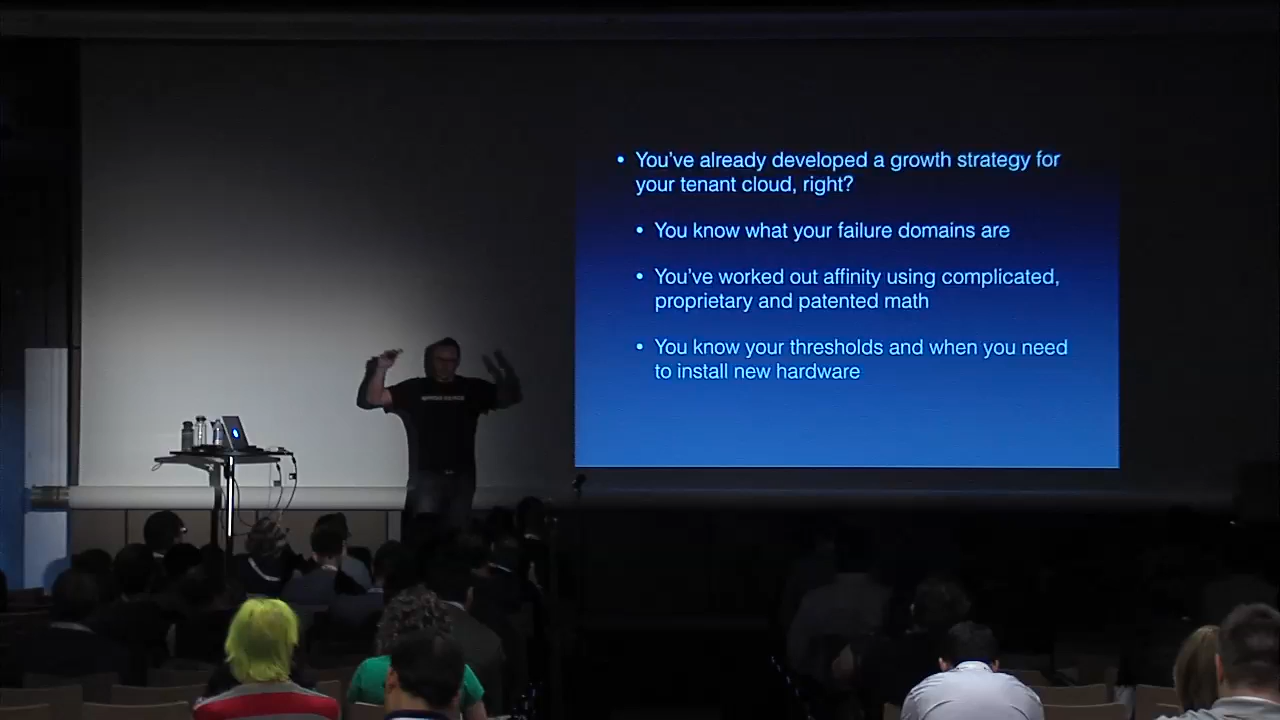 • You've already developed a growth strategy for
your tenant cloud, right?
• You know what your failure domains are
• You've worked out affinity using complicated,
proprietary and patented math
• You know your thresholds and when you need
to install new hardware